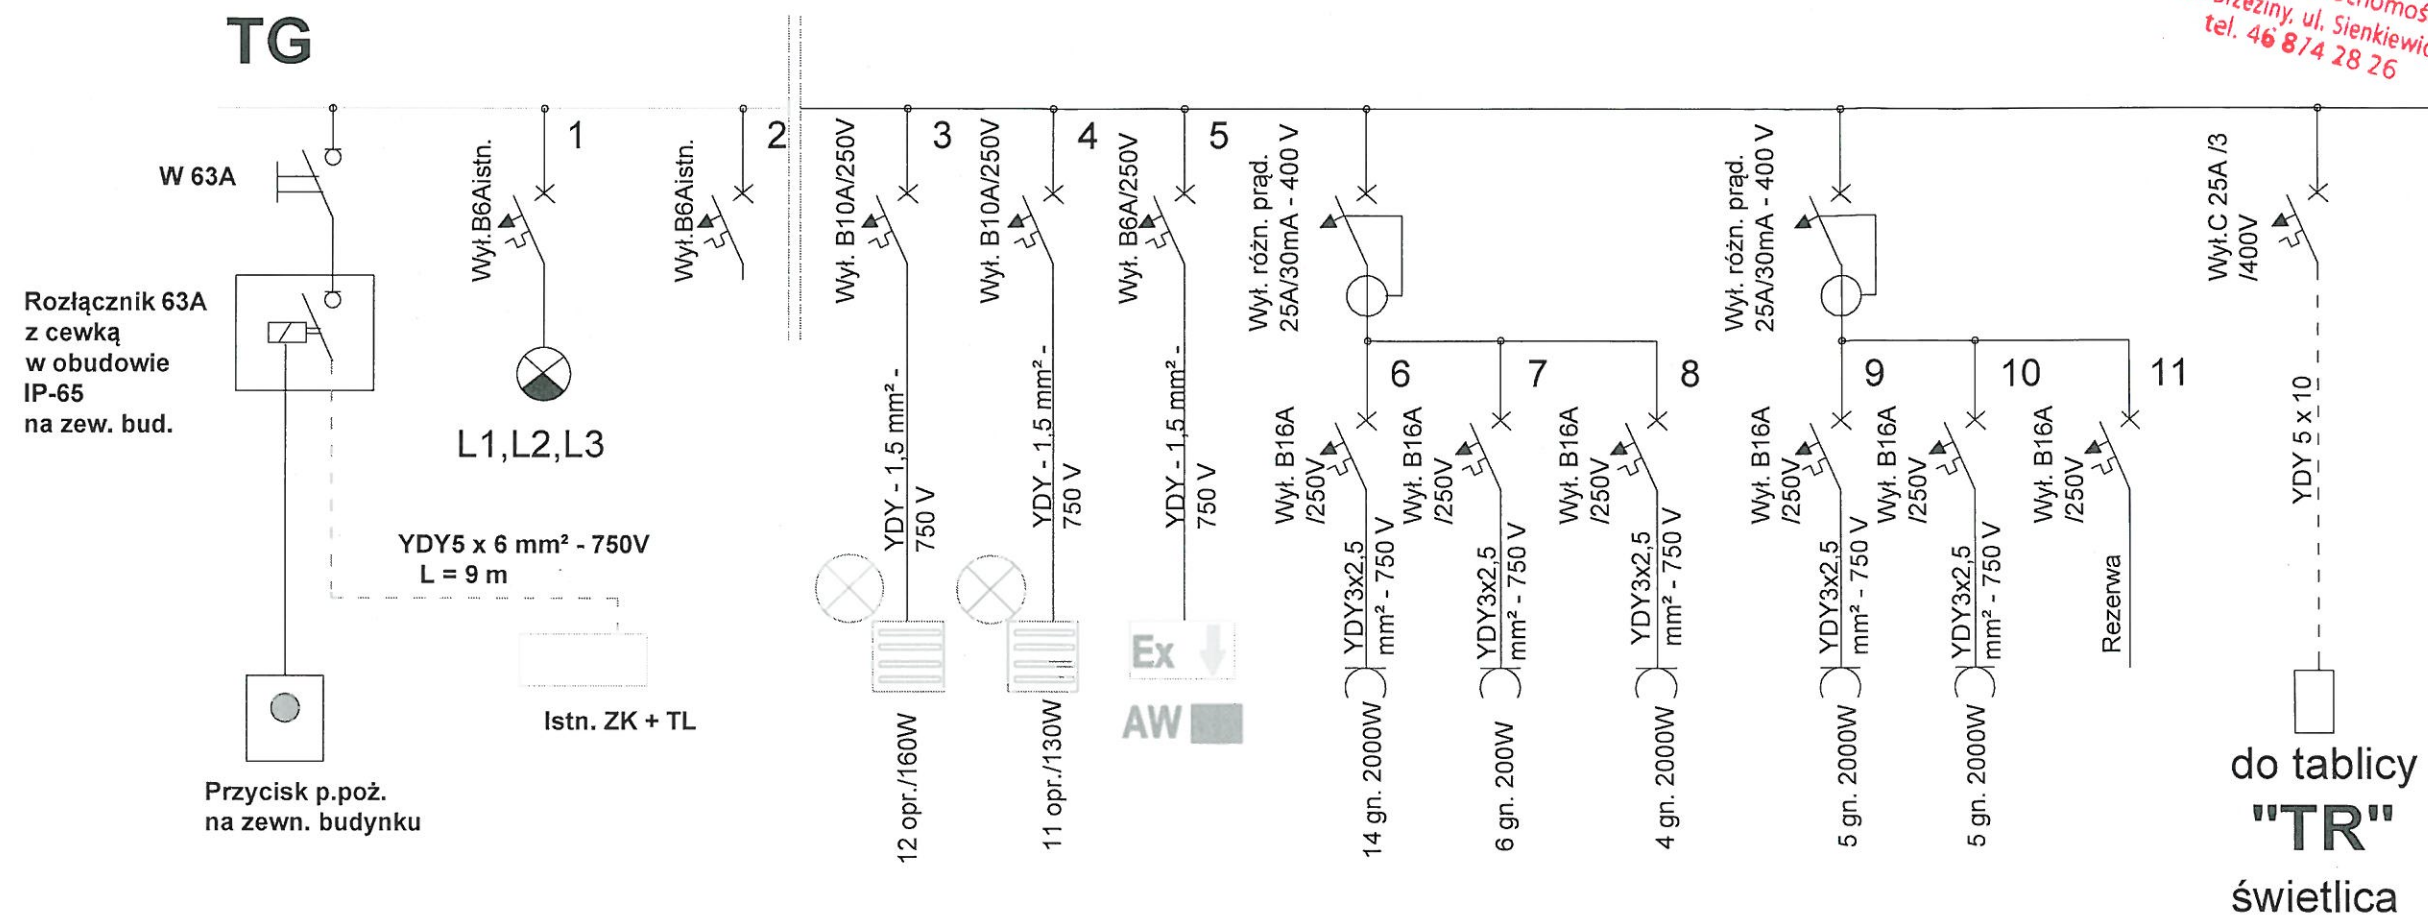 TG
ul. Sienkiewic
tel. 46 874 28 26
W 63A
Rozłącznik 63A
z cewką
w obudowie
IP-65
na zew. bud.
Przycisk p.poż.
na zewn. budynku
YDY5 x 6 mm² - 750V
L = 9 m
Istn. ZK + TL
1
Wył.B6Aistn.
L1,L2,L3
2
Wył.B6Aistn.
3
Wył. B10A/250V
YDY - 1,5 mm² -
750 V
12 opr./160W
4
Wył. B10A/250V
YDY - 1,5 mm² -
750 V
11 opr./130W
5
Wył. B6A/250V
YDY - 1,5 mm² -
750 V
Ex
AW
Wył. różn. prąd.
25A/30mA - 400 V
6
Wył. B16A
/250V
YDY3x2,5
mm² - 750 V
14 gn. 2000W
7
Wył. B16A
/250V
YDY3x2,5
mm² - 750 V
6 gn. 200W
8
Wył. B16A
/250V
YDY3x2,5
mm² - 750 V
4 gn. 2000W
Wył. różn. prąd.
25A/30mA - 400 V
9
Wył. B16A
/250V
YDY3x2,5
mm² - 750 V
5 gn. 2000W
10
Wył. B16A
/250V
YDY3x2,5
mm² - 750 V
5 gn. 2000W
11
Wył. B16A
/250V
Rezerwa
Wył.C 25A /3
/400V
YDY 5 x 10
do tablicy
"TR"
świetlica